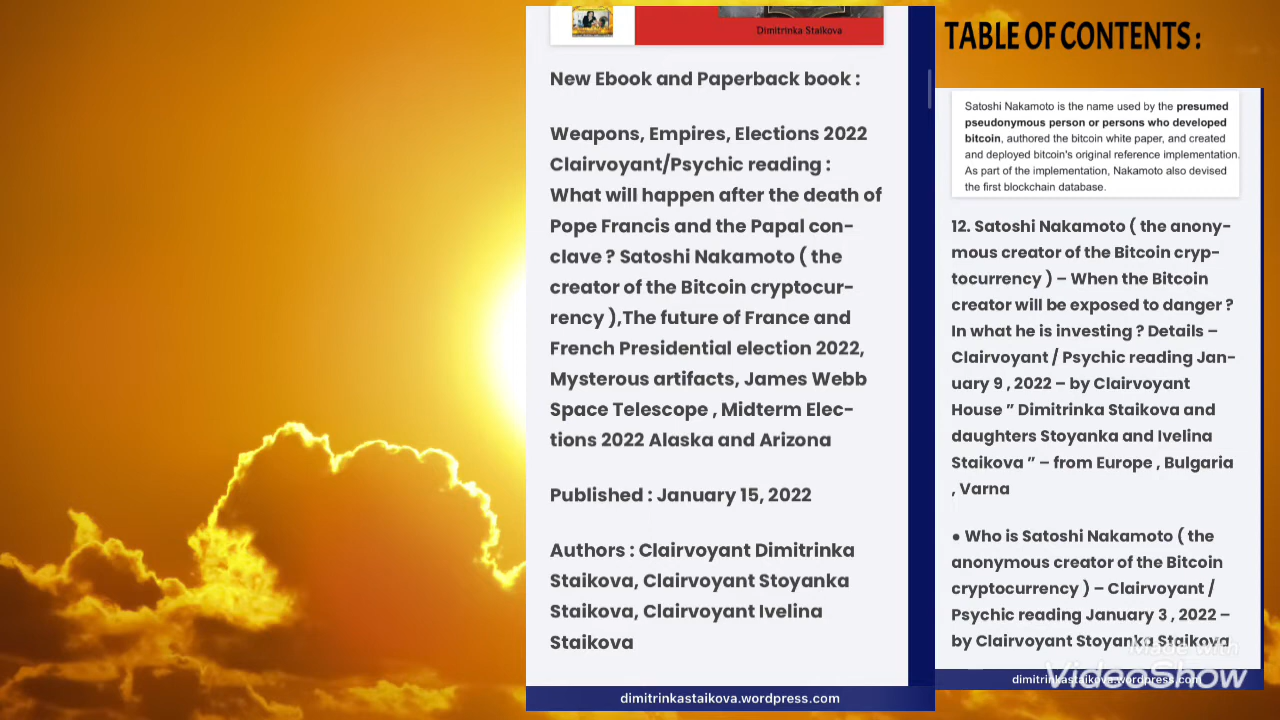 Dimitrinka Staikova
New Ebook and Paperback book :
Weapons, Empires, Elections 2022
Clairvoyant/Psychic reading :
What will happen after the death of
Pope Francis and the Papal con-
clave ? Satoshi Nakamoto ( the
creator of the Bitcoin cryptocur-
rency ),The future of France and
French Presidential election 2022,
Mysterous artifacts, James Webb
Space Telescope , Midterm Elec-
tions 2022 Alaska and Arizona
Published : January 15, 2022
Authors : Clairvoyant Dimitrinka
Staikova, Clairvoyant Stoyanka
Staikova, Clairvoyant Ivelina
Staikova
dimitrinkastaikova.wordpress.com
TABLE OF CONTENTS :
Satoshi Nakamoto is the name used by the presumed
pseudonymous person or persons who developed
bitcoin, authored the bitcoin white paper, and created
and deployed bitcoin's original reference implementation.
As part of the implementation, Nakamoto also devised
the first blockchain database.
12. Satoshi Nakamoto ( the anony-
mous creator of the Bitcoin cryp-
tocurrency ) – When the Bitcoin
creator will be exposed to danger ?
In what he is investing ? Details –
Clairvoyant / Psychic reading Jan-
uary 9 , 2022 – by Clairvoyant
House ” Dimitrinka Staikova and
daughters Stoyanka and Ivelina
Staikova ” – from Europe , Bulgaria
, Varna
● Who is Satoshi Nakamoto ( the
anonymous creator of the Bitcoin
cryptocurrency ) – Clairvoyant /
Psychic reading January 3 , 2022 –
by Clairvoyant Stoyanka Staikova
Made with
VideoShow
dimitrinkastaikova.wordpress.com